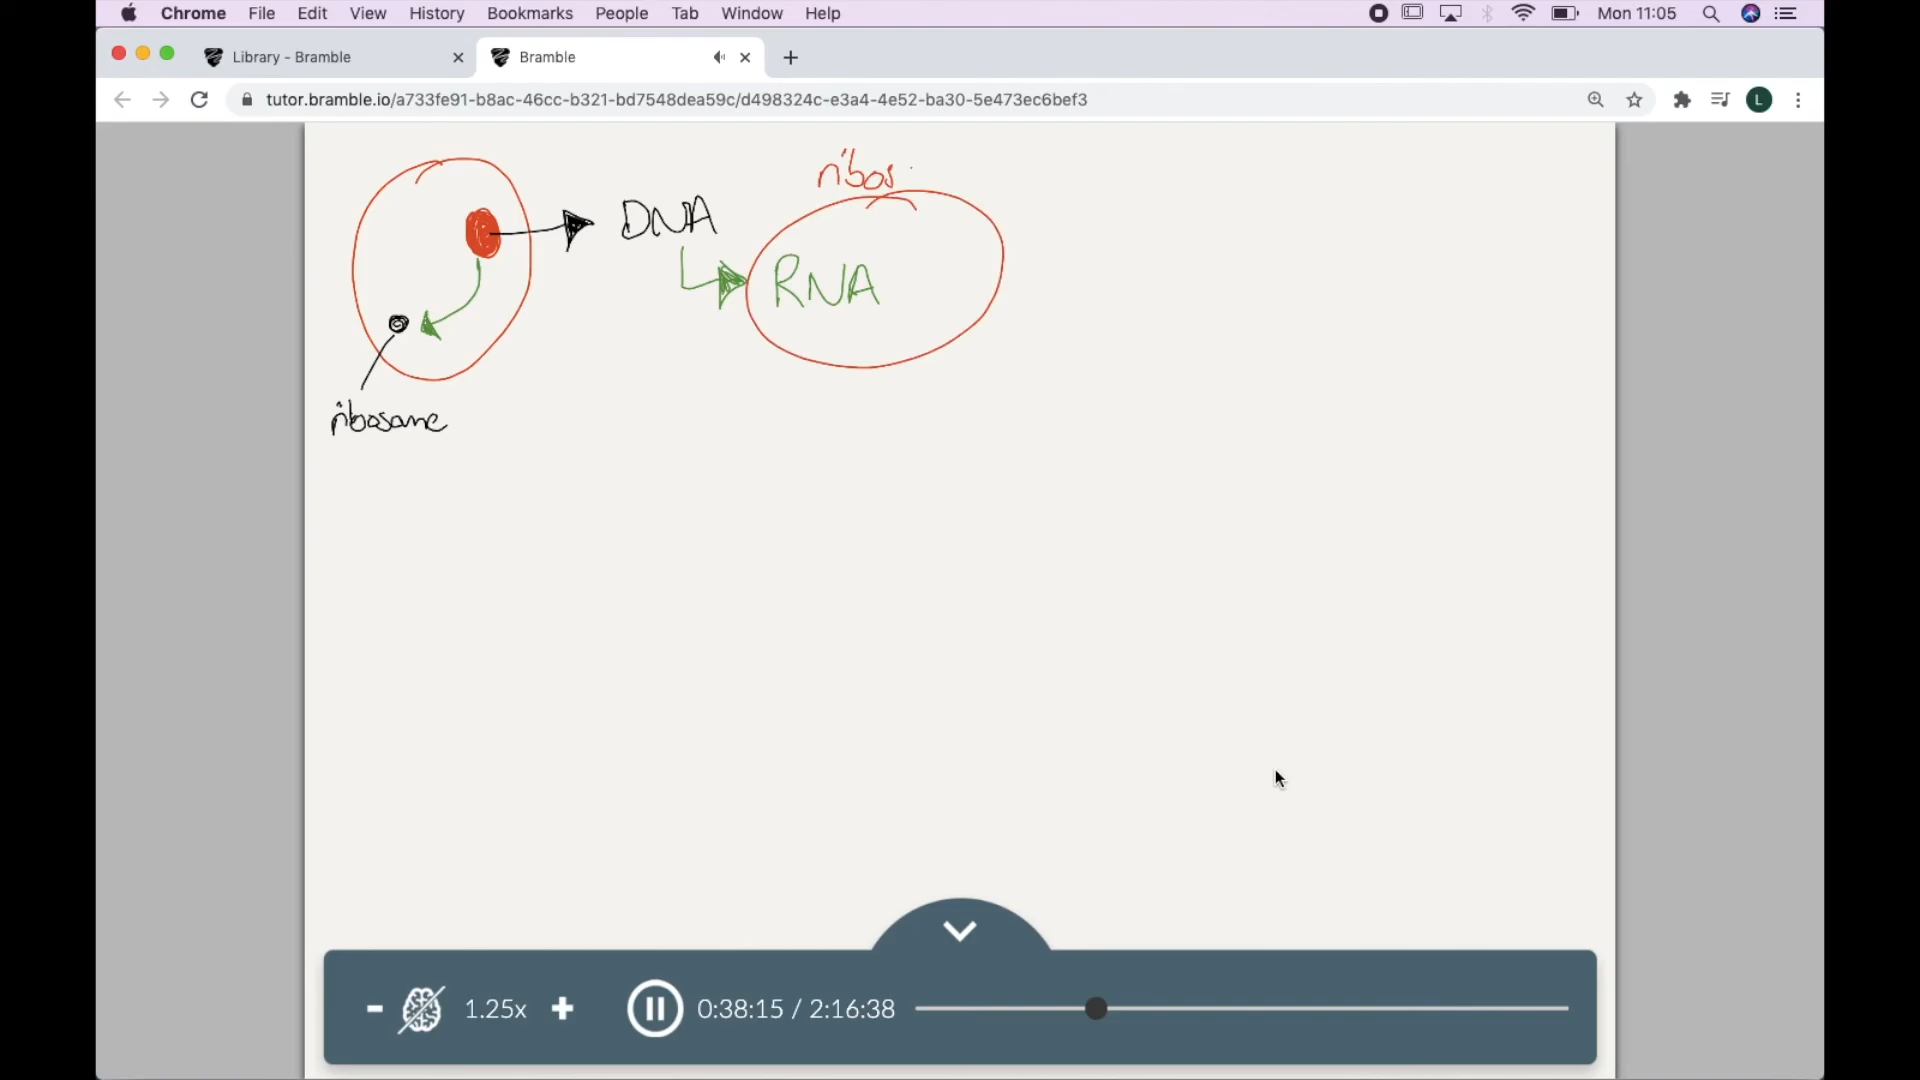 Chrome File Edit View History Bookmarks People Tab Window Help Mon 11:05
Library - Bramble Bramble
tutor.bramble.io/a733fe91-b8ac-46cc-b321-bd7548dea59c/d498324c-e3a4-4e52-ba30-5e473ec6bef3 L
ribos
DNA
RNA
ribosome
- 1.25x + 0:38:15 / 2:16:38